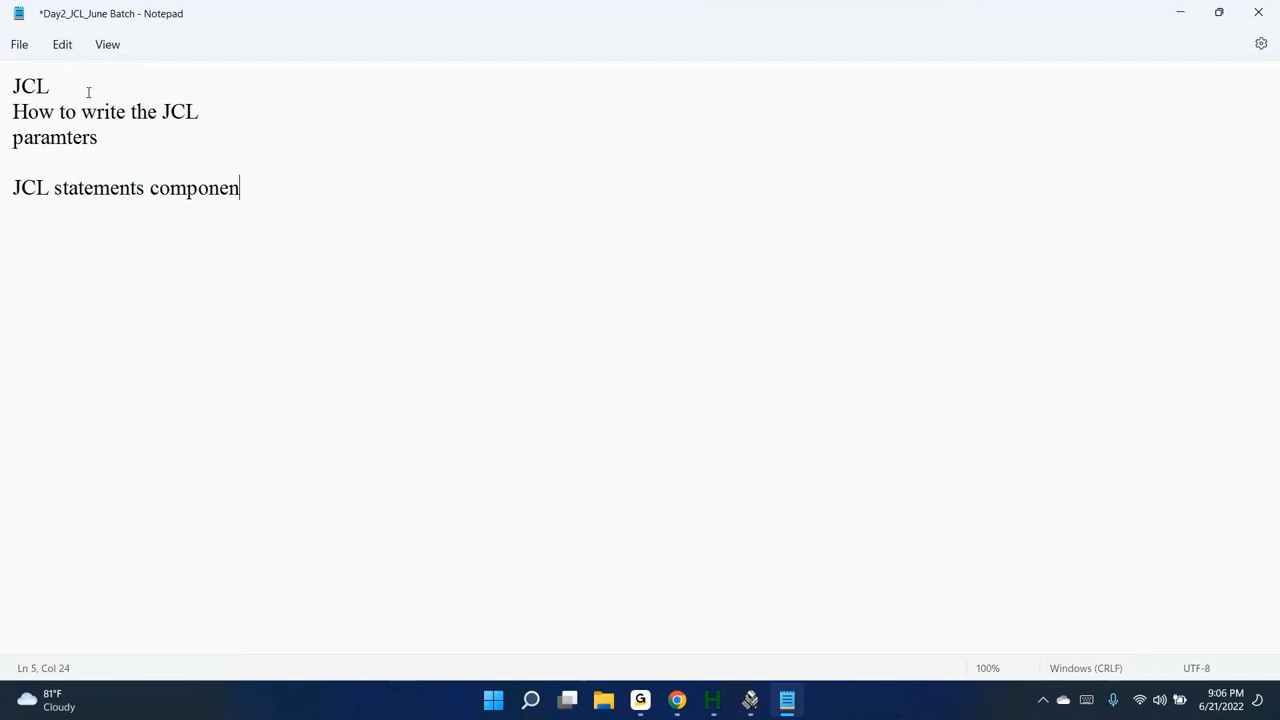 *Day2_JCL_June Batch - Notepad
File Edit View
JCL
How to write the JCL
paramters
JCL statements componen
Ln 5, Col 24 100% Windows (CRLF) UTF-8
81°F
Cloudy
G
H
9:06 PM
6/21/2022